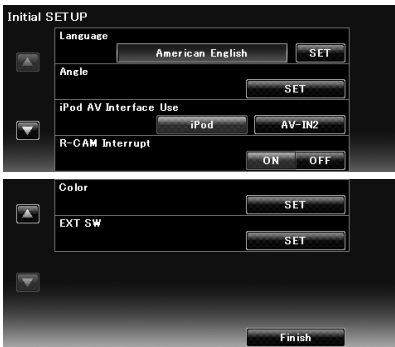 Initial SETUP
Language
American English SET
Angle
SET
iPod AV Interface Use
iPod AV-IN2
R-CAM Interrupt
ON OFF
Color
SET
EXT SW
SET
Finish